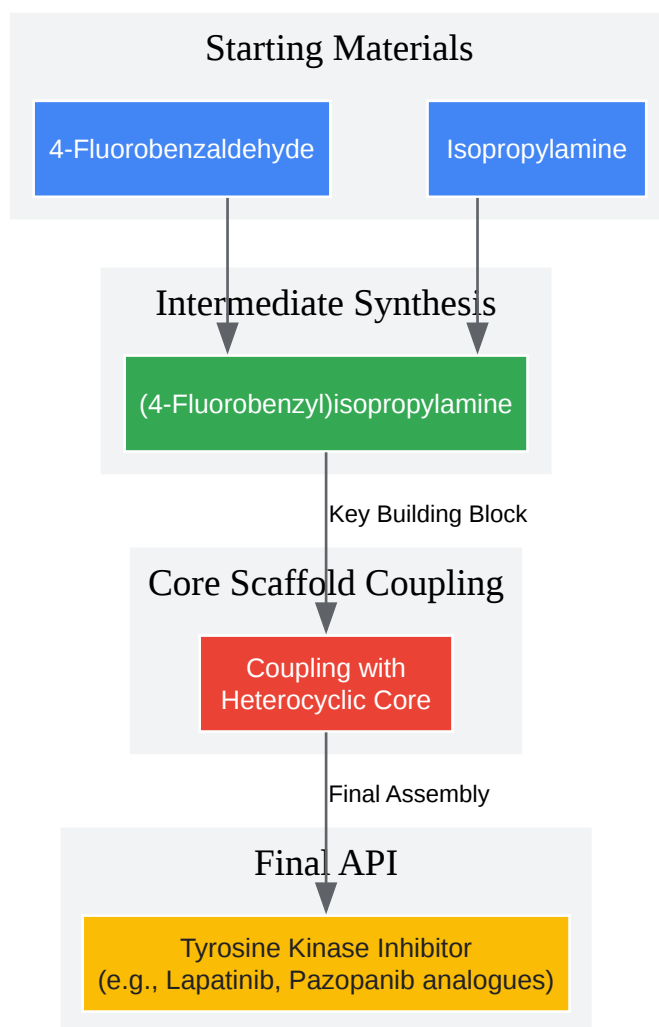 Starting Materials
4-Fluorobenzaldehyde
Isopropylamine
Intermediate Synthesis
(4-Fluorobenzyl)isopropylamine
Key Building Block
Core Scaffold Coupling
Coupling with
Heterocyclic Core
Final Assembly
Final API
Tyrosine Kinase Inhibitor
(e.g., Lapatinib, Pazopanib analogues)